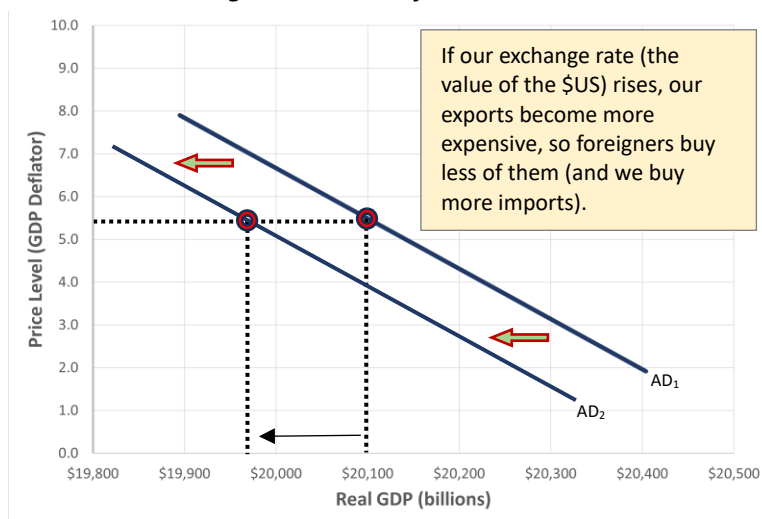 If our exchange rate (the
value of the $US) rises, our
exports become more
expensive, so foreigners buy
less of them (and we buy
more imports).
Price Level (GDP Deflator)
10.0
9.0
8.0
7.0
6.0
5.0
4.0
3.0
2.0
1.0
0.0
AD1
AD2
$19,800 $19,900 $20,000 $20,100 $20,200 $20,300 $20,400 $20,500
Real GDP (billions)